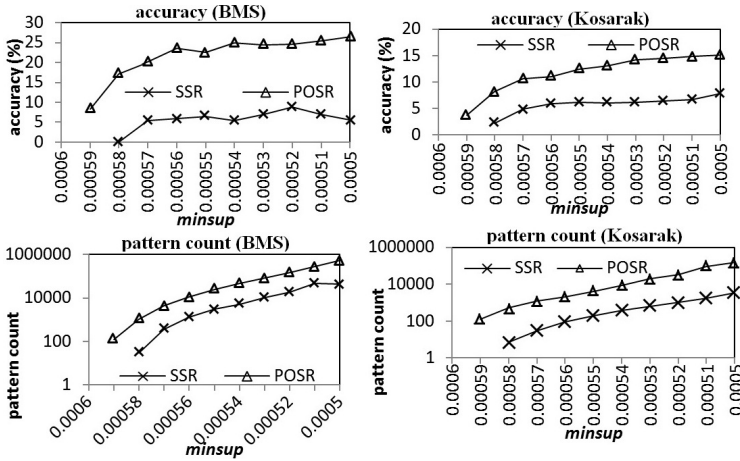 accuracy (BMS)
accuracy (%)
30
25
20
15
10
5
0
SSR
POSR
0.0006
0.00059
0.00058
0.00057
0.00056
0.00055
0.00054
0.00053
0.00052
0.00051
0.0005
minsup
accuracy (Kosarak)
accuracy (%)
20
15
10
5
0
SSR
POSR
0.0006
0.00059
0.00058
0.00057
0.00056
0.00055
0.00054
0.00053
0.00052
0.00051
0.0005
minsup
pattern count (BMS)
pattern count
1000000
10000
100
1
SSR
POSR
0.0006
0.00058
0.00056
0.00054
0.00052
0.0005
minsup
pattern count (Kosarak)
pattern count
1000000
10000
100
1
SSR
POSR
0.0006
0.00059
0.00058
0.00057
0.00056
0.00055
0.00054
0.00053
0.00052
0.00051
0.0005
minsup